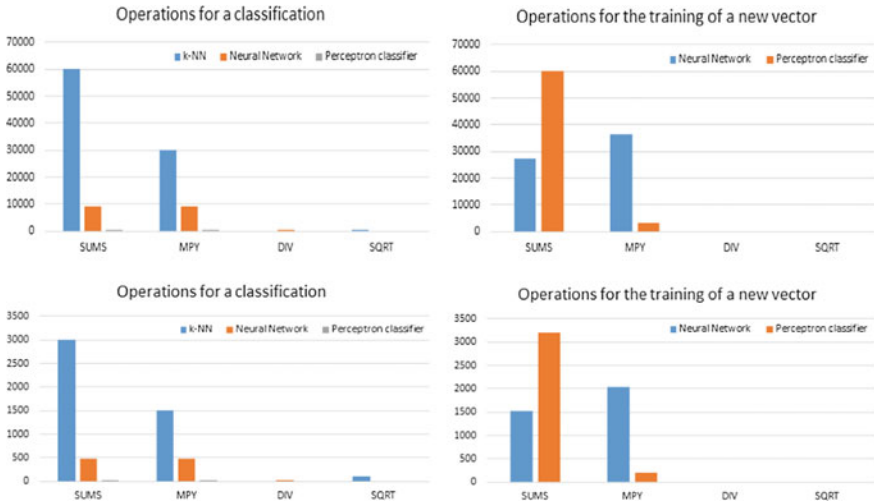 Operations for a classification
70000
k-NN Neural Network Perceptron classifier
60000
50000
40000
30000
20000
10000
0
SUMS MPY DIV SQRT
Operations for the training of a new vector
70000
Neural Network Perceptron classifier
60000
50000
40000
30000
20000
10000
0
SUMS MPY DIV SQRT
Operations for a classification
3500
k-NN Neural Network Perceptron classifier
3000
2500
2000
1500
1000
500
0
SUMS MPY DIV SQRT
Operations for the training of a new vector
3500
Neural Network Perceptron classifier
3000
2500
2000
1500
1000
500
0
SUMS MPY DIV SQRT